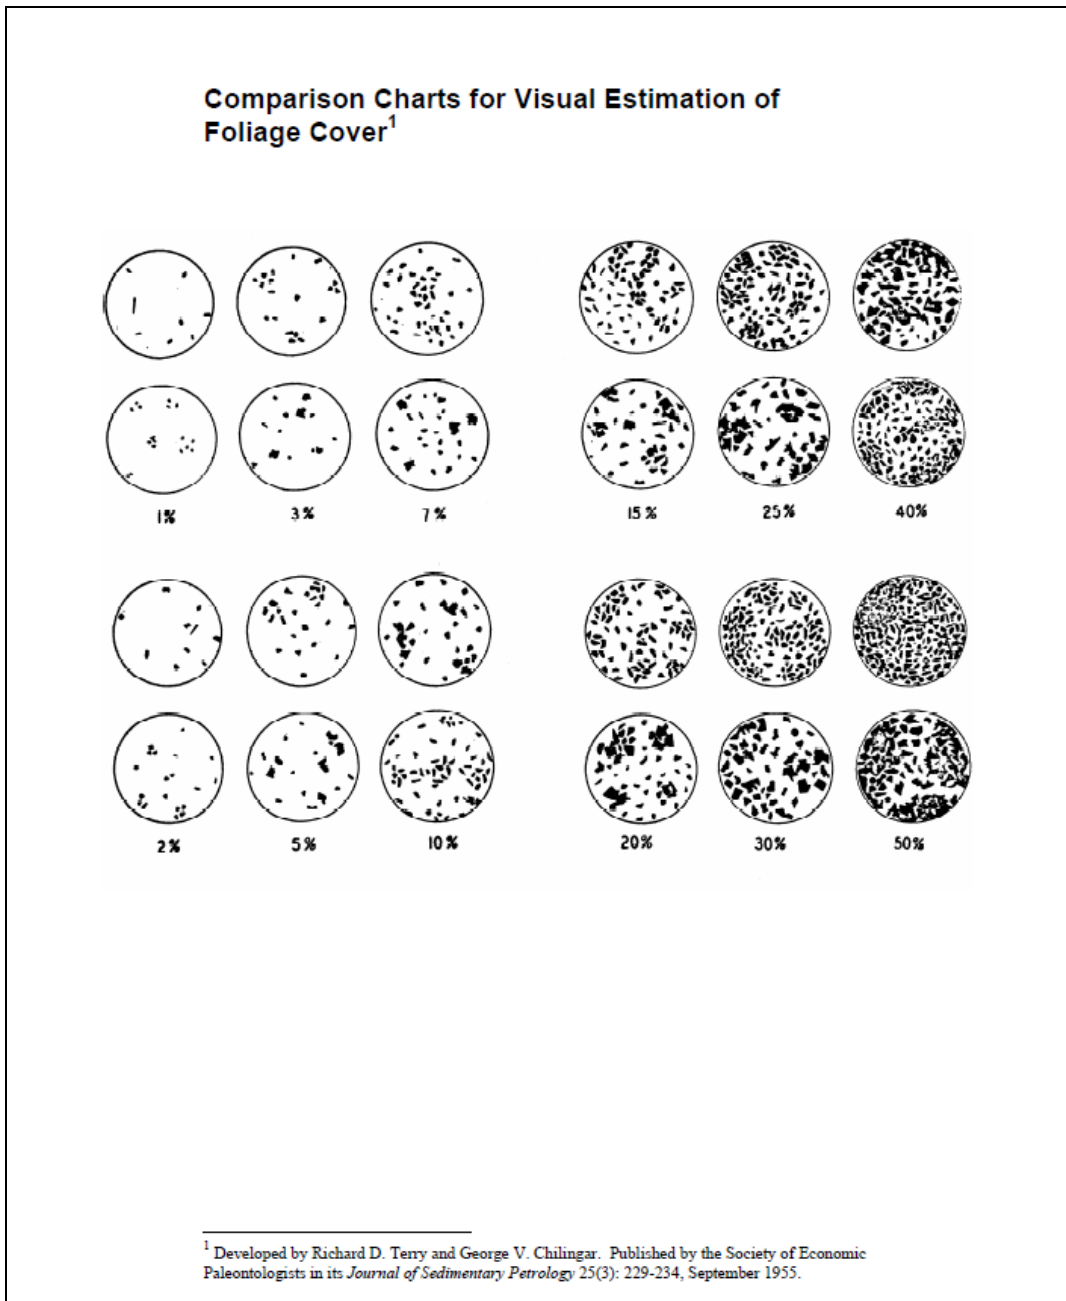 Comparison Charts for Visual Estimation of
Foliage Cover1
1% 3% 7% 15% 25% 40%
2% 5% 10% 20% 30% 50%
1 Developed by Richard D. Terry and George V. Chilingar. Published by the Society of Economic
Paleontologists in its Journal of Sedimentary Petrology 25(3): 229-234, September 1955.